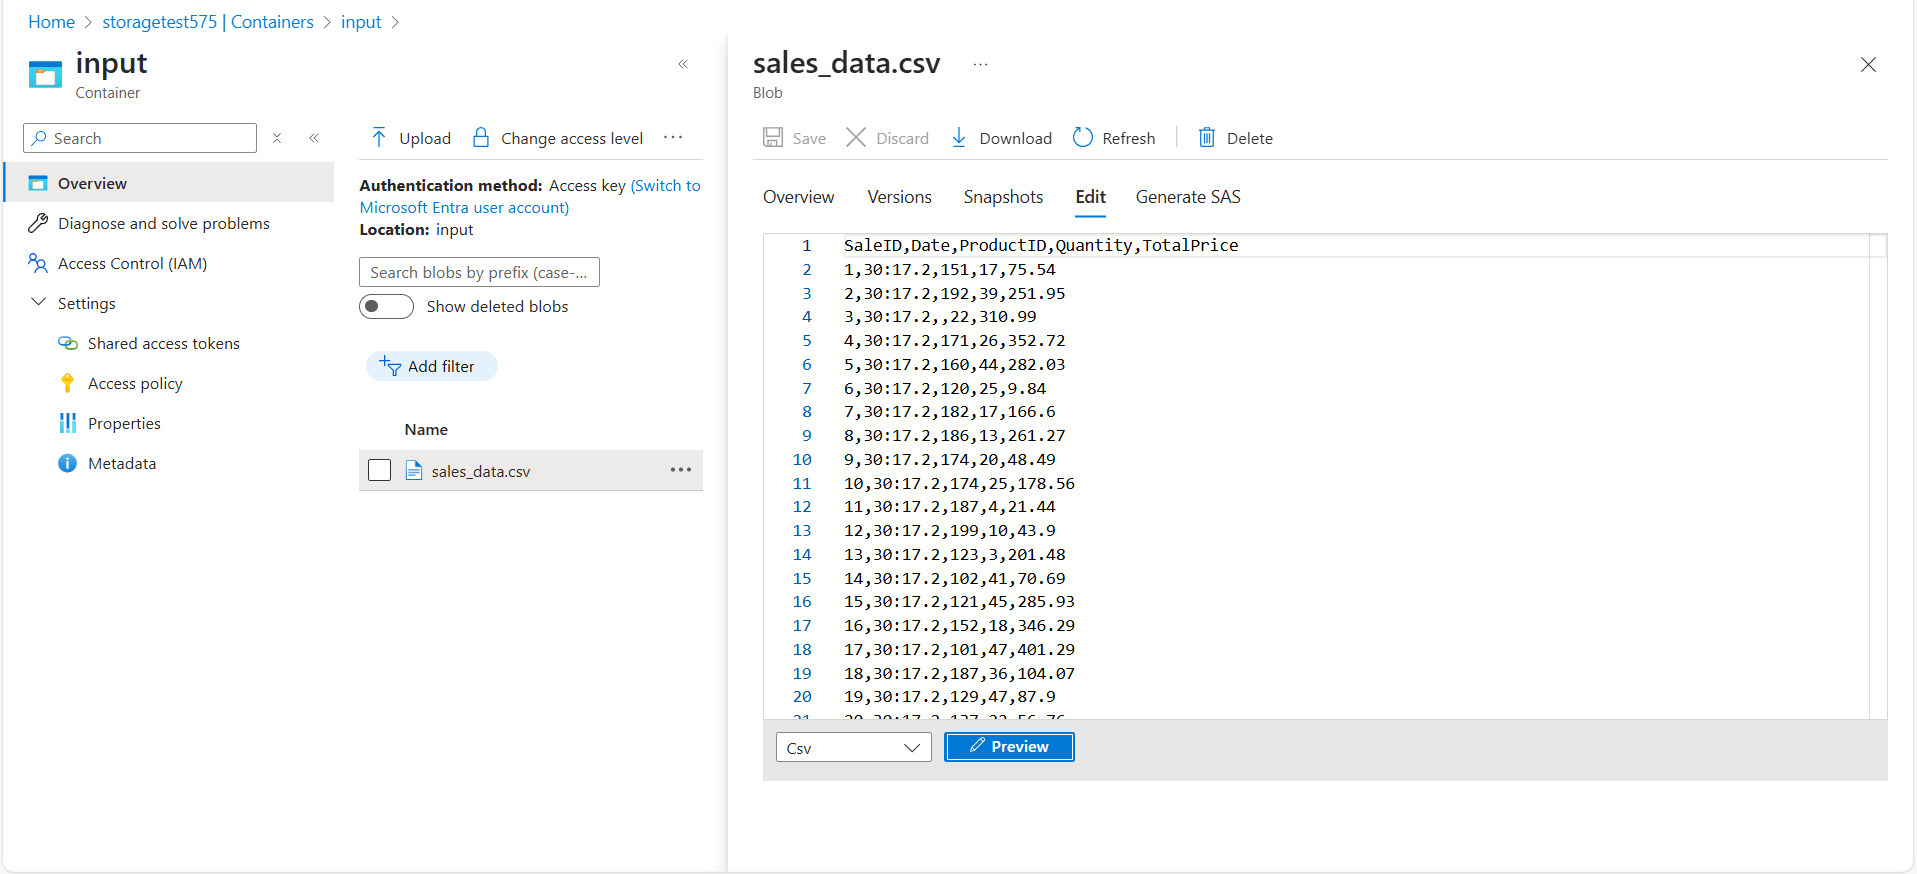 Home > storagetest575 | Containers > input >
input
Container
«
Search
«
Overview
Diagnose and solve problems
Access Control (IAM)
Settings
Shared access tokens
Access policy
Properties
Metadata
Upload Change access level ...
Authentication method: Access key (Switch to
Microsoft Entra user account)
Location: input
Search blobs by prefix (case-...
Show deleted blobs
Add filter
Name
sales_data.csv ...
sales_data.csv ...
Blob
Save Discard Download Refresh Delete
Overview Versions Snapshots Edit Generate SAS
1 SaleID,Date,ProductID,Quantity,TotalPrice
2 1,30:17.2,151,17,75.54
3 2,30:17.2,192,39,251.95
4 3,30:17.2,,22,310.99
5 4,30:17.2,171,26,352.72
6 5,30:17.2,160,44,282.03
7 6,30:17.2,120,25,9.84
8 7,30:17.2,182,17,166.6
9 8,30:17.2,186,13,261.27
10 9,30:17.2,174,20,48.49
11 10,30:17.2,174,25,178.56
12 11,30:17.2,187,4,21.44
13 12,30:17.2,199,10,43.9
14 13,30:17.2,123,3,201.48
15 14,30:17.2,102,41,70.69
16 15,30:17.2,121,45,285.93
17 16,30:17.2,152,18,346.29
18 17,30:17.2,101,47,401.29
19 18,30:17.2,187,36,104.07
20 19,30:17.2,129,47,87.9
Csv
Preview